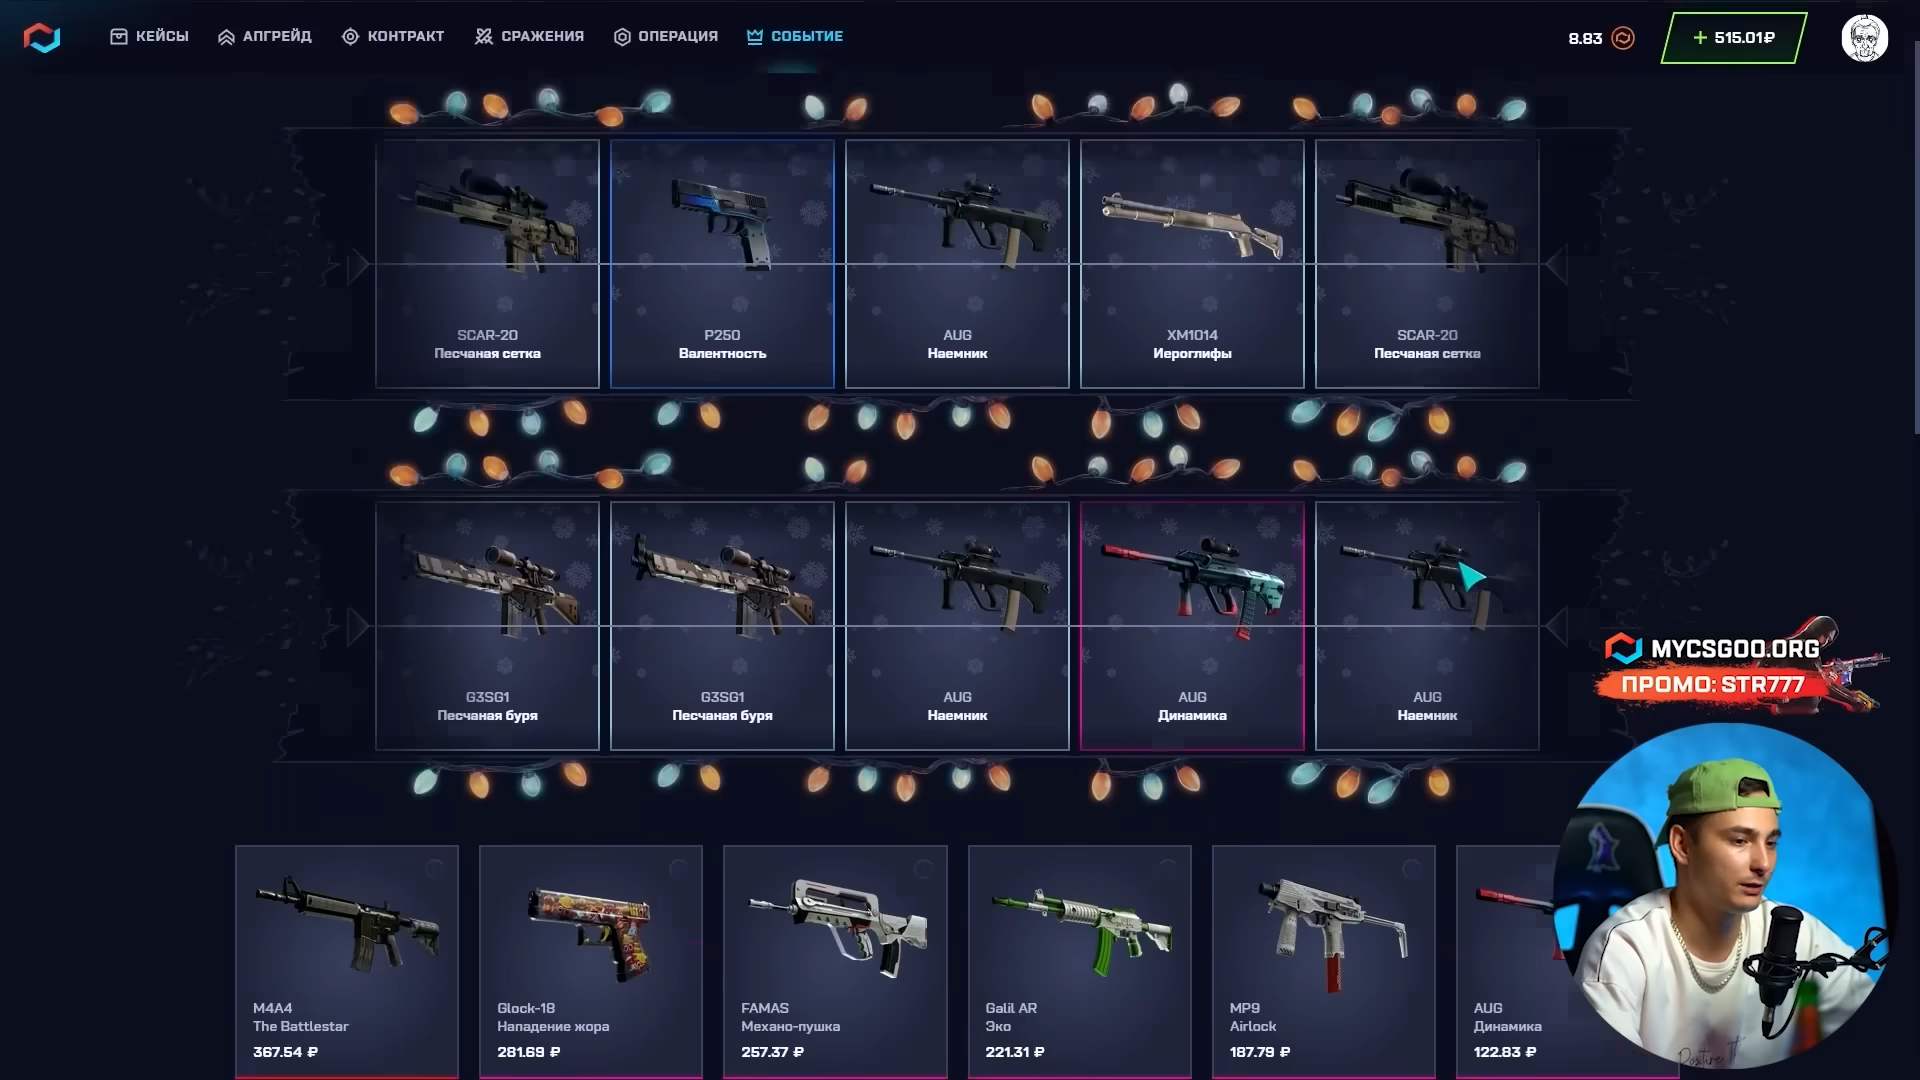 КЕЙСЫ
АПГРЕЙД
КОНТРАКТ
СРАЖЕНИЯ
ОПЕРАЦИЯ
СОБЫТИЕ
8.83
+ 515.01₽
SCAR-20
Песчаная сетка
P250
Валентность
AUG
Наемник
XM1014
Иероглифы
SCAR-20
Песчаная сетка
G3SG1
Песчаная буря
G3SG1
Песчаная буря
AUG
Наемник
AUG
Динамика
AUG
Наемник
MYCSGOO.ORG
ПРОМО: STR777
M4A4
The Battlestar
367.54 ₽
Glock-18
Нападение жора
281.69 ₽
FAMAS
Механо-пушка
257.37 ₽
Galil AR
Эко
221.31 ₽
MP9
Airlock
187.79 ₽
AUG
Динамика
122.83 ₽